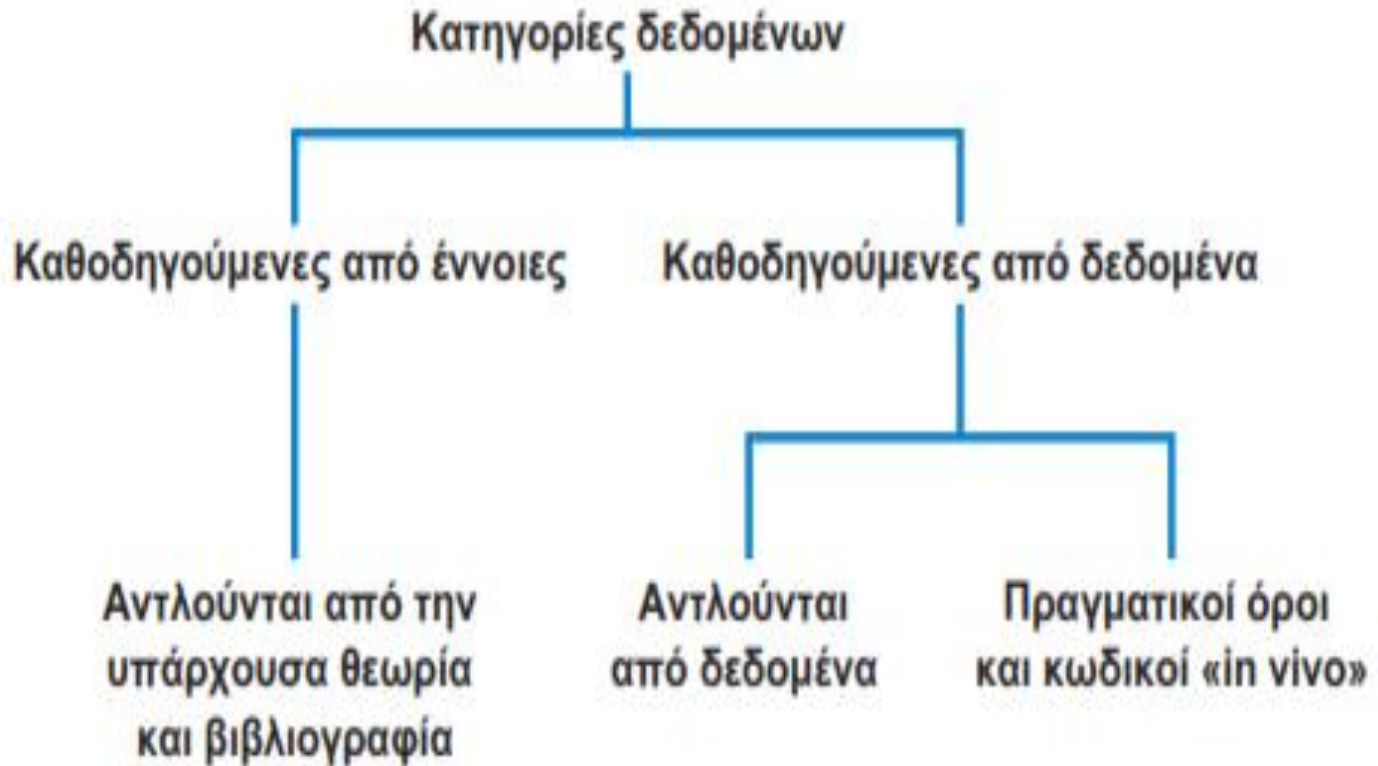 Κατηγορίες δεδομένων
Καθοδηγούμενες από έννοιες
Καθοδηγούμενες από δεδομένα
Αντλούνται από την
υπάρχουσα θεωρία
και βιβλιογραφία
Αντλούνται
από δεδομένα
Πραγματικοί όροι
και κωδικοί «in vivo»